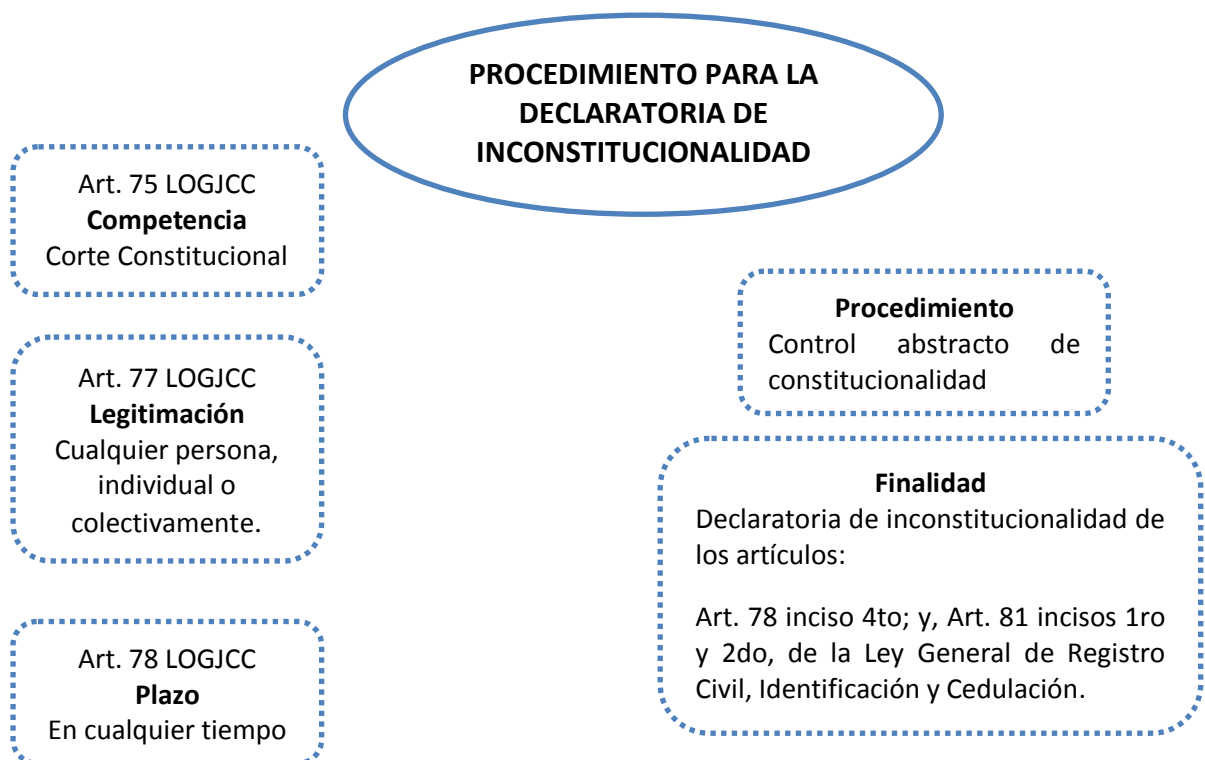 PROCEDIMIENTO PARA LA
DECLARATORIA DE
INCONSTITUCIONALIDAD
Art. 75 LOGJCC
Competencia
Corte Constitucional
Art. 77 LOGJCC
Legitimación
Cualquier persona,
individual o
colectivamente.
Art. 78 LOGJCC
Plazo
En cualquier tiempo
Procedimiento
Control abstracto de
constitucionalidad
Finalidad
Declaratoria de inconstitucionalidad de
los artículos:
Art. 78 inciso 4to; y, Art. 81 incisos 1ro
y 2do, de la Ley General de Registro
Civil, Identificación y Cedulación.